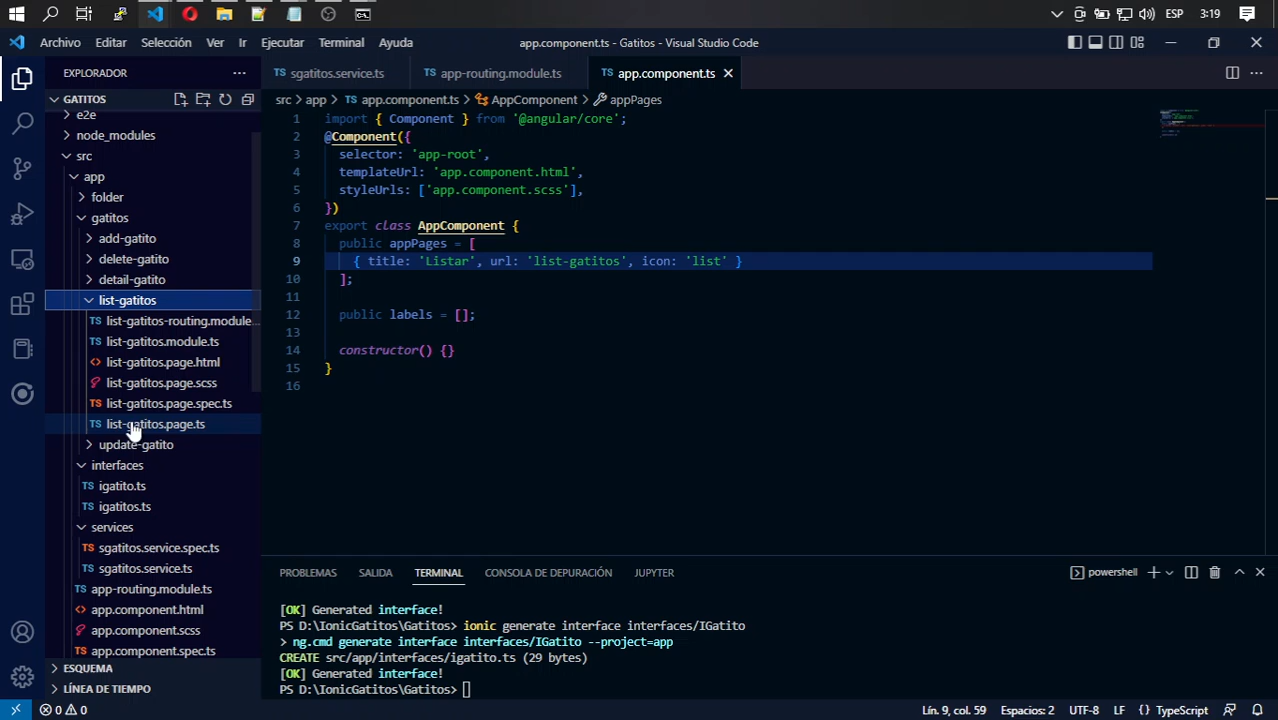 ESP 3:19
Archivo Editar Selección Ver Ir Ejecutar Terminal Ayuda app.component.ts - Gatitos - Visual Studio Code
EXPLORADOR
GATITOS
e2e
node_modules
src
app
folder
gatitos
add-gatito
delete-gatito
detail-gatito
list-gatitos
TS list-gatitos-routing.module...
TS list-gatitos.module.ts
list-gatitos.page.html
list-gatitos.page.scss
TS list-gatitos.page.spec.ts
TS list-gatitos.page.ts
update-gatito
interfaces
TS igatito.ts
TS igatitos.ts
services
TS sgatitos.service.spec.ts
TS sgatitos.service.ts
TS app-routing.module.ts
app.component.html
app.component.scss
app.component.spec.ts
ESQUEMA
LÍNEA DE TIEMPO
TS sgatitos.service.ts TS app-routing.module.ts TS app.component.ts
src > app > TS app.component.ts > AppComponent > appPages
1 import { Component } from '@angular/core';
2 @Component({
3 selector: 'app-root',
4 templateUrl: 'app.component.html',
5 styleUrls: ['app.component.scss'],
6 })
7 export class AppComponent {
8 public appPages = [
9 { title: 'Listar', url: 'list-gatitos', icon: 'list' }
10 ];
11
12 public labels = [];
13
14 constructor() {}
15 }
16
PROBLEMAS SALIDA TERMINAL CONSOLA DE DEPURACIÓN JUPYTER powershell
[OK] Generated interface!
PS D:\IonicGatitos\Gatitos> ionic generate interface interfaces/IGatito
> ng.cmd generate interface interfaces/IGatito --project=app
CREATE src/app/interfaces/igatito.ts (29 bytes)
[OK] Generated interface!
PS D:\IonicGatitos\Gatitos>
0 0 Lín. 9, col. 59 Espacios: 2 UTF-8 LF { } TypeScript